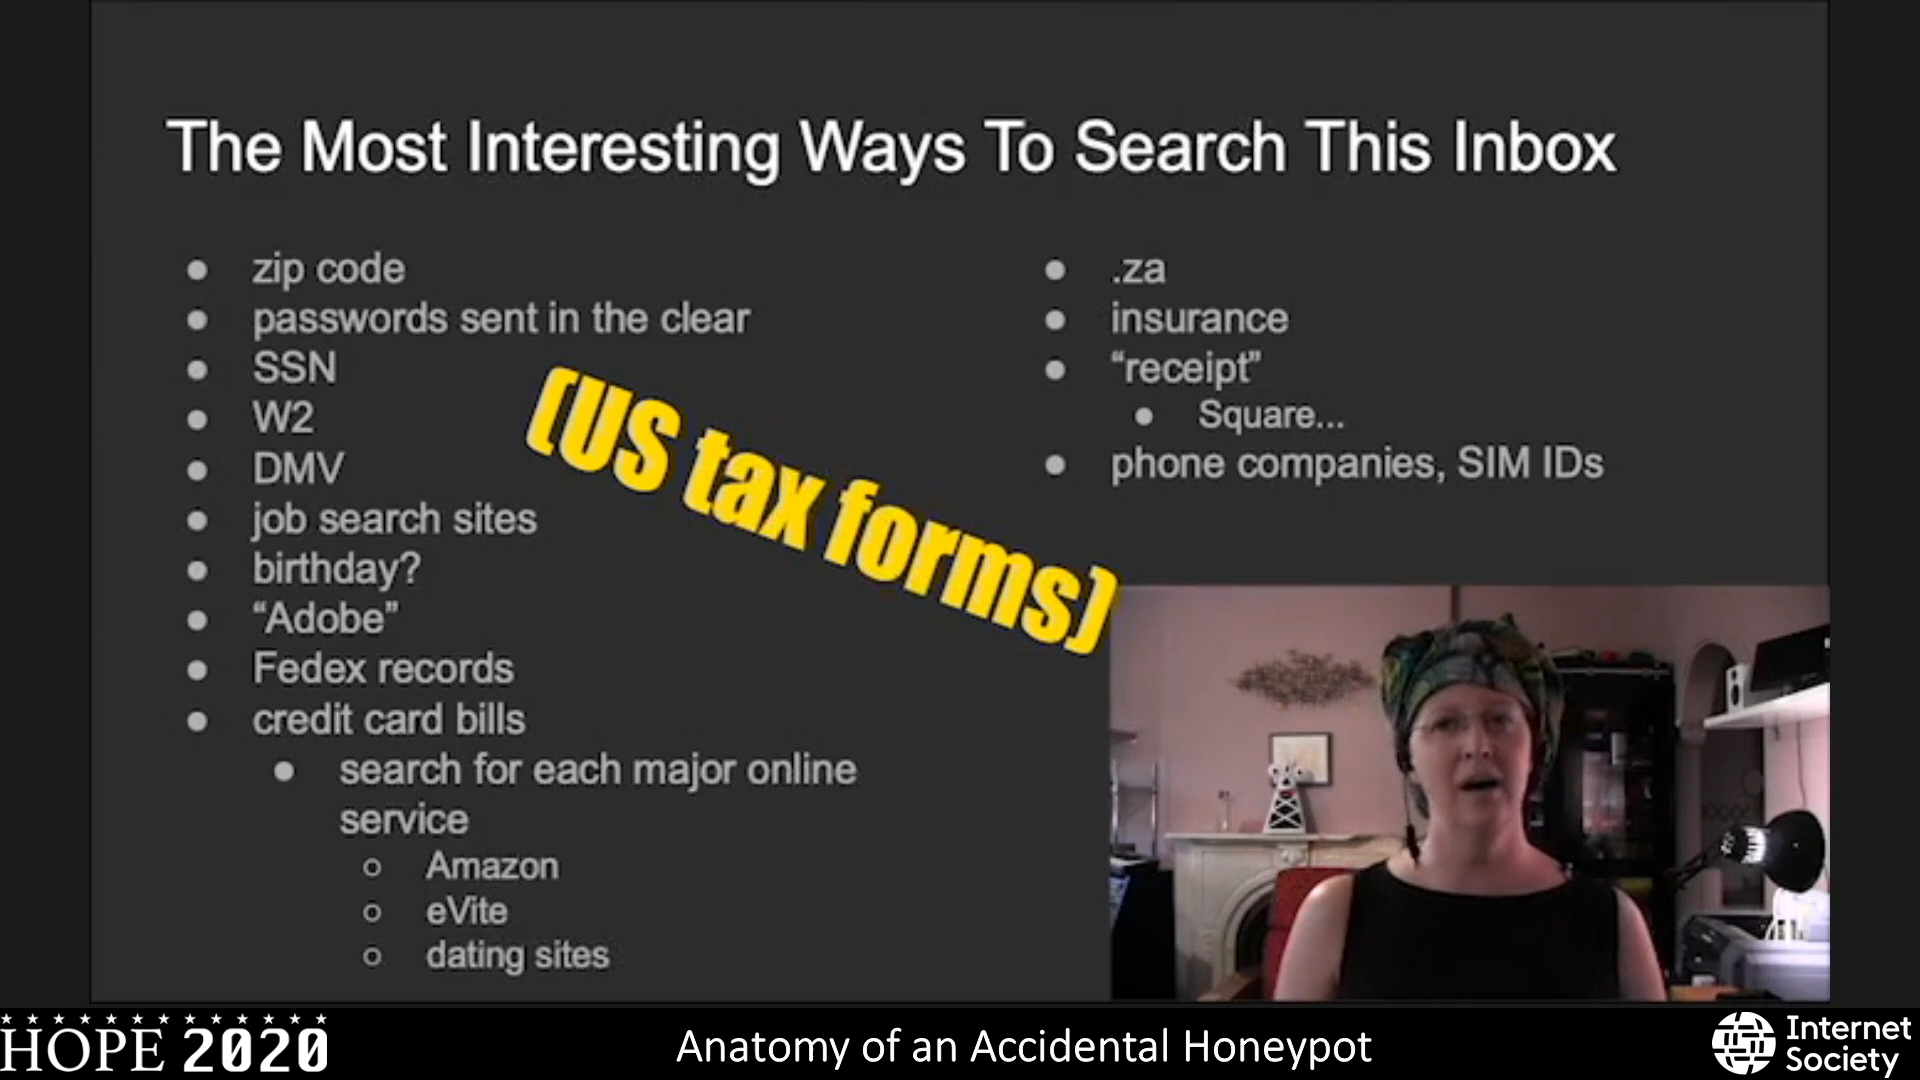 The Most Interesting Ways To Search This Inbox
zip code
passwords sent in the clear
SSN
W2
DMV
job search sites
birthday?
“Adobe”
Fedex records
credit card bills
search for each major online
service
Amazon
eVite
dating sites
.za
insurance
“receipt”
Square...
phone companies, SIM IDs
(US tax forms)
HOPE 2020
Anatomy of an Accidental Honeypot
Internet
Society